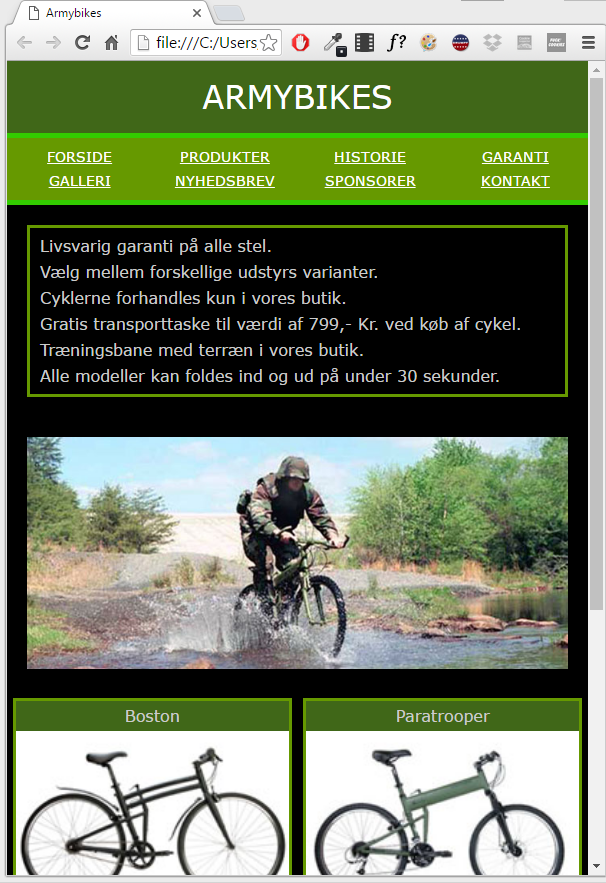 Armybikes
file:///C:/Users
f?
ARMYBIKES
FORSIDE PRODUKTER HISTORIE GARANTI
GALLERI NYHEDSBREV SPONSORER KONTAKT
Livsvarig garanti på alle stel.
Vælg mellem forskellige udstyrs varianter.
Cyklerne forhandles kun i vores butik.
Gratis transporttaske til værdi af 799,- Kr. ved køb af cykel.
Træningsbane med terræn i vores butik.
Alle modeller kan foldes ind og ud på under 30 sekunder.
Boston Paratrooper